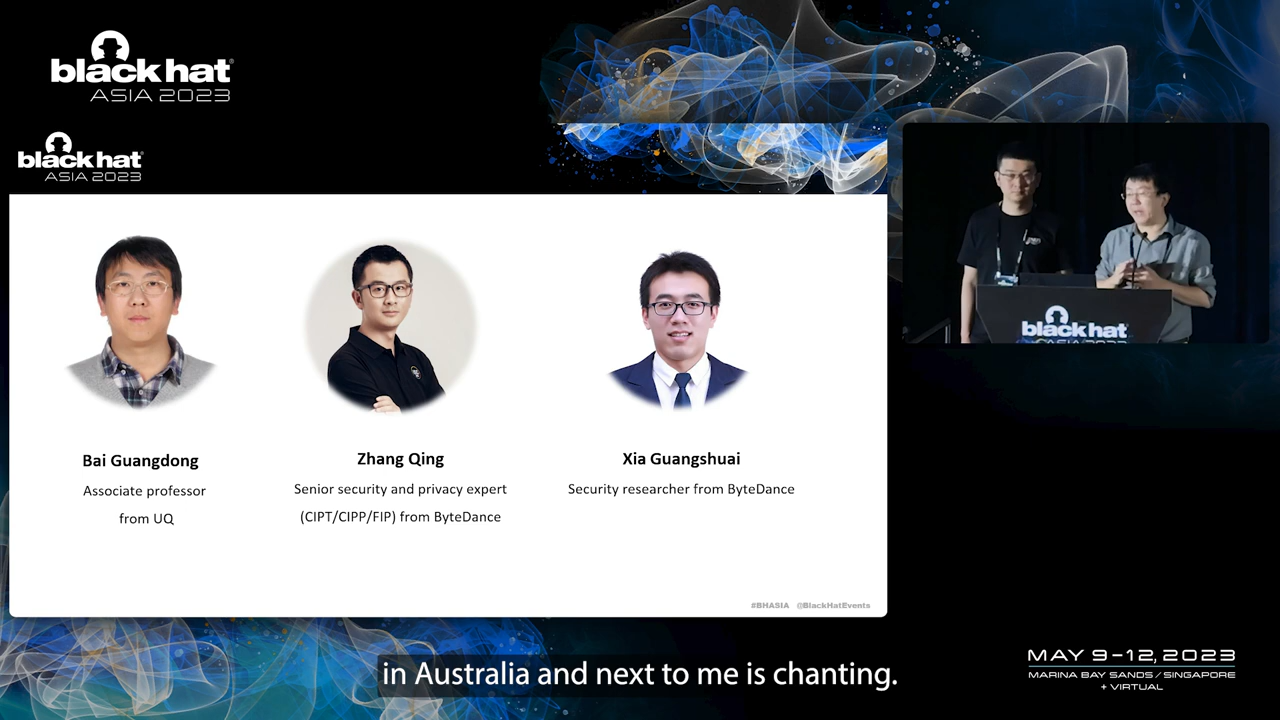 black hat
ASIA 2023
black hat
ASIA 2023
Bai Guangdong
Associate professor
from UQ
Zhang Qing
Senior security and privacy expert
(CIPT/CIPP/FIP) from ByteDance
Xia Guangshuai
Security researcher from ByteDance
#BHASIA @BlackHatEvents
black hat
ASIA 2023
in Australia and next to me is chanting.
MAY 9-12, 2023
MARINA BAY SANDS / SINGAPORE
+ VIRTUAL